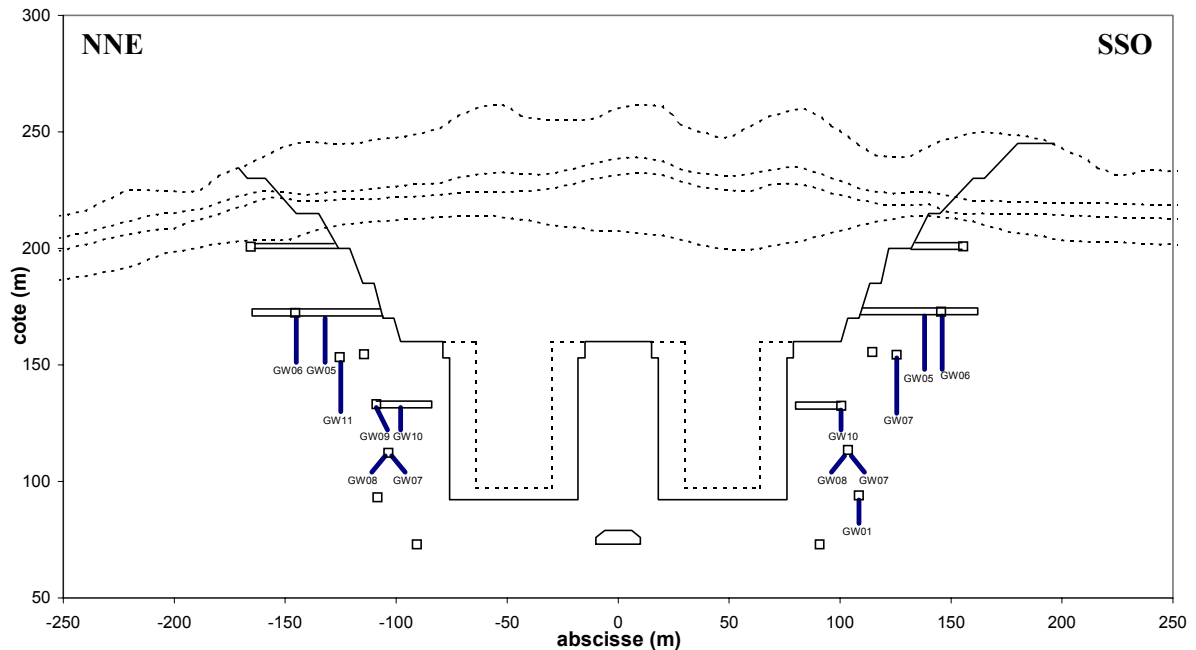 300
NNE
SSO
250
200
cote (m)
150
GW06 GW05
GW05 GW06
GW11
GW07
GW09 GW10
GW10
100
GW08 GW07
GW08 GW07
GW01
50
-250 -200 -150 -100 -50 0 50 100 150 200 250
abscisse (m)